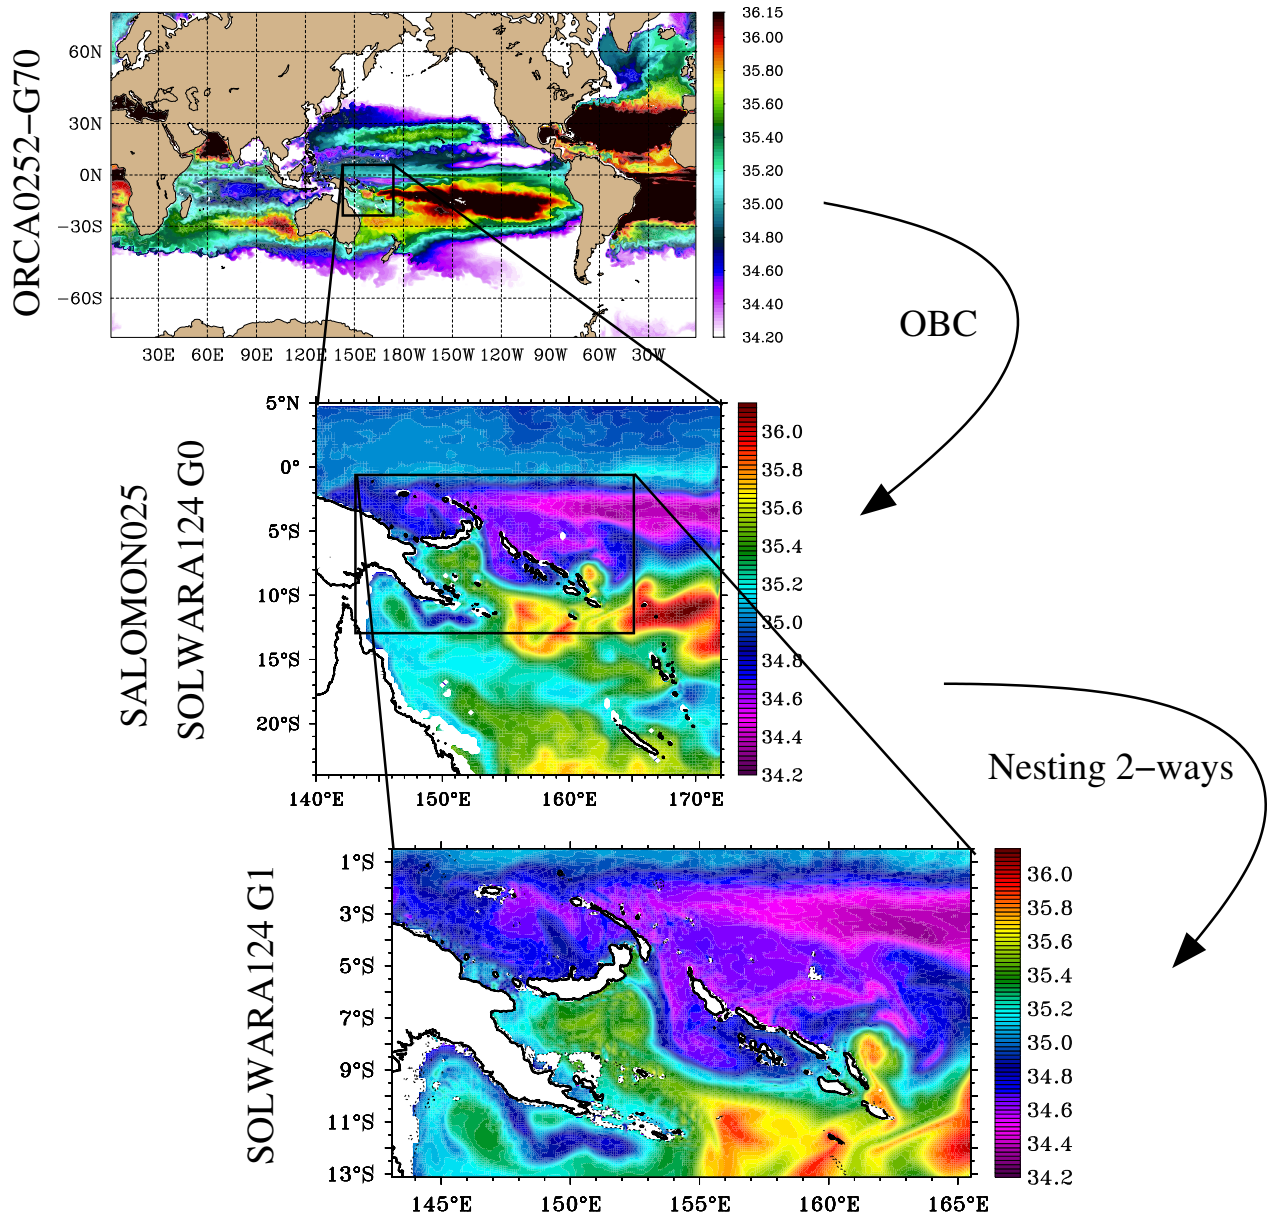 ORCA0252−G70
60N
30N
0N
−30S
−60S
30E 60E 90E 120E 150E 180W 150W 120W 90W 60W 30W
36.15
36.00
35.80
35.60
35.40
35.20
35.00
34.80
34.60
34.40
34.20
OBC
SALOMON025
SOLWARA124 G0
5°N
0°
5°S
10°S
15°S
20°S
140°E 150°E 160°E 170°E
36.0
35.8
35.6
35.4
35.2
35.0
34.8
34.6
34.4
34.2
Nesting 2−ways
SOLWARA124 G1
1°S
3°S
5°S
7°S
9°S
11°S
13°S
145°E 150°E 155°E 160°E 165°E
36.0
35.8
35.6
35.4
35.2
35.0
34.8
34.6
34.4
34.2